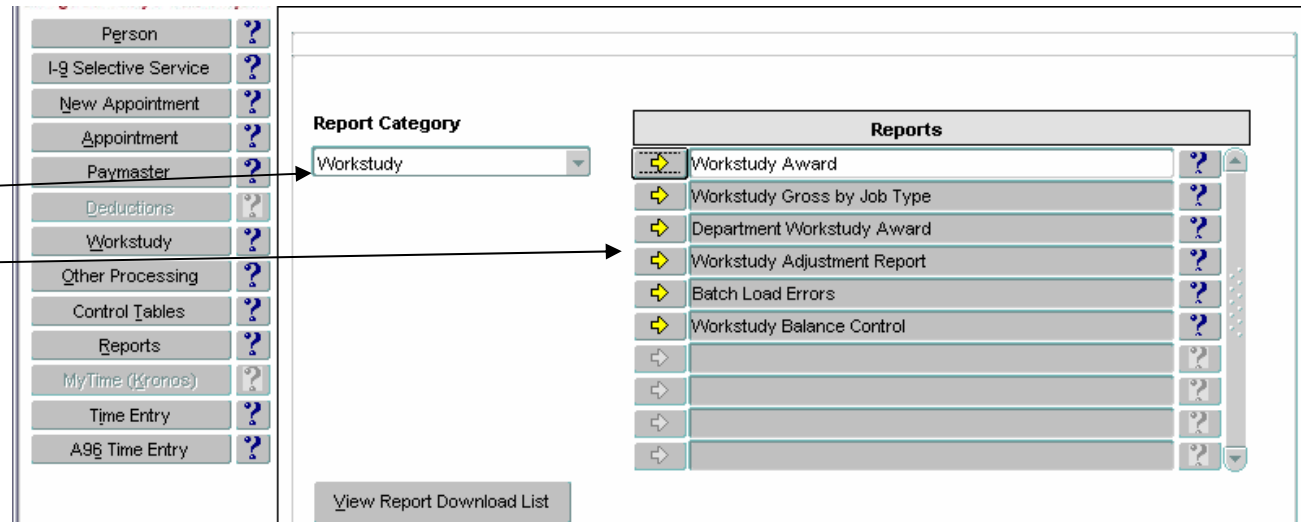 Person
I-9 Selective Service
New Appointment
Appointment
Paymaster
Deductions
Workstudy
Other Processing
Control Tables
Reports
MyTime (Kronos)
Time Entry
A96 Time Entry
Report Category
Workstudy
Reports
Workstudy Award
Workstudy Gross by Job Type
Department Workstudy Award
Workstudy Adjustment Report
Batch Load Errors
Workstudy Balance Control
View Report Download List